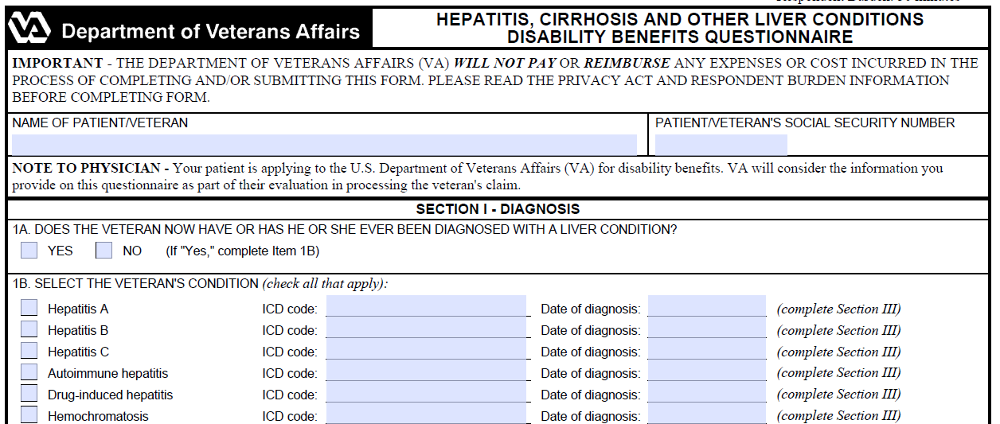 VA Department of Veterans Affairs
HEPATITIS, CIRRHOSIS AND OTHER LIVER CONDITIONS
DISABILITY BENEFITS QUESTIONNAIRE
IMPORTANT - THE DEPARTMENT OF VETERANS AFFAIRS (VA) WILL NOT PAY OR REIMBURSE ANY EXPENSES OR COST INCURRED IN THE
PROCESS OF COMPLETING AND/OR SUBMITTING THIS FORM. PLEASE READ THE PRIVACY ACT AND RESPONDENT BURDEN INFORMATION
BEFORE COMPLETING FORM.
NAME OF PATIENT/VETERAN
PATIENT/VETERAN'S SOCIAL SECURITY NUMBER
NOTE TO PHYSICIAN - Your patient is applying to the U.S. Department of Veterans Affairs (VA) for disability benefits. VA will consider the information you
provide on this questionnaire as part of their evaluation in processing the veteran's claim.
SECTION I - DIAGNOSIS
1A. DOES THE VETERAN NOW HAVE OR HAS HE OR SHE EVER BEEN DIAGNOSED WITH A LIVER CONDITION?
YES NO (If "Yes," complete Item 1B)
1B. SELECT THE VETERAN'S CONDITION (check all that apply):
Hepatitis A ICD code: Date of diagnosis: (complete Section III)
Hepatitis B ICD code: Date of diagnosis: (complete Section III)
Hepatitis C ICD code: Date of diagnosis: (complete Section III)
Autoimmune hepatitis ICD code: Date of diagnosis: (complete Section III)
Drug-induced hepatitis ICD code: Date of diagnosis: (complete Section III)
Hemochromatosis ICD code: Date of diagnosis: (complete Section III)